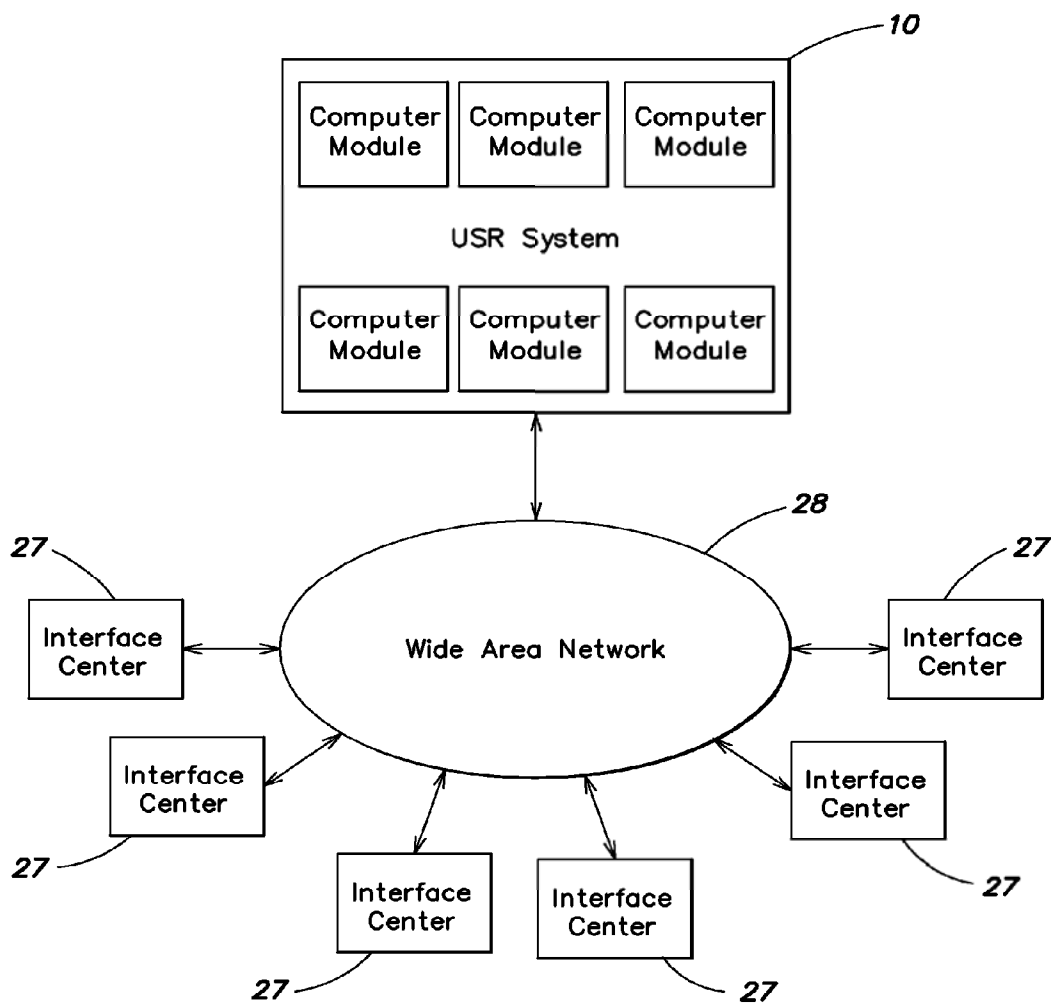 10
Computer Module
Computer Module
Computer Module
USR System
Computer Module
Computer Module
Computer Module
28
27
27
Interface Center
Wide Area Network
Interface Center
Interface Center
Interface Center
27
Interface Center
Interface Center
27
27
27